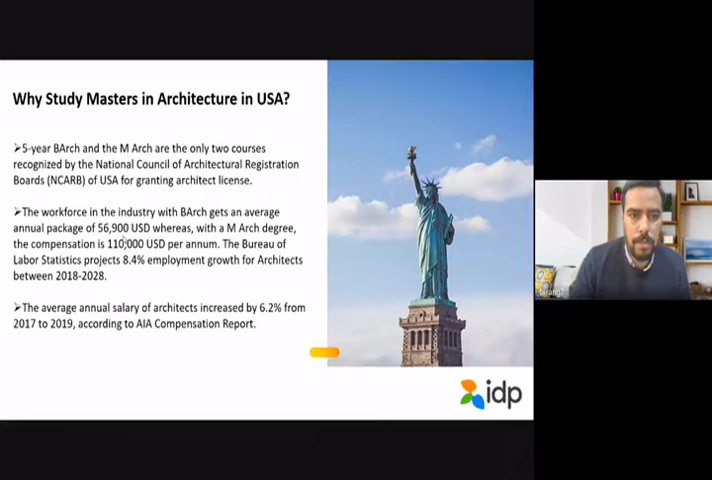 Why Study Masters in Architecture in USA?
➢5-year BArch and the M Arch are the only two courses
recognized by the National Council of Architectural Registration
Boards (NCARB) of USA for granting architect license.
➢The workforce in the industry with BArch gets an average
annual package of 56,900 USD whereas, with a M Arch degree,
the compensation is 110,000 USD per annum. The Bureau of
Labor Statistics projects 8.4% employment growth for Architects
between 2018-2028.
➢The average annual salary of architects increased by 6.2% from
2017 to 2019, according to AIA Compensation Report.
idp